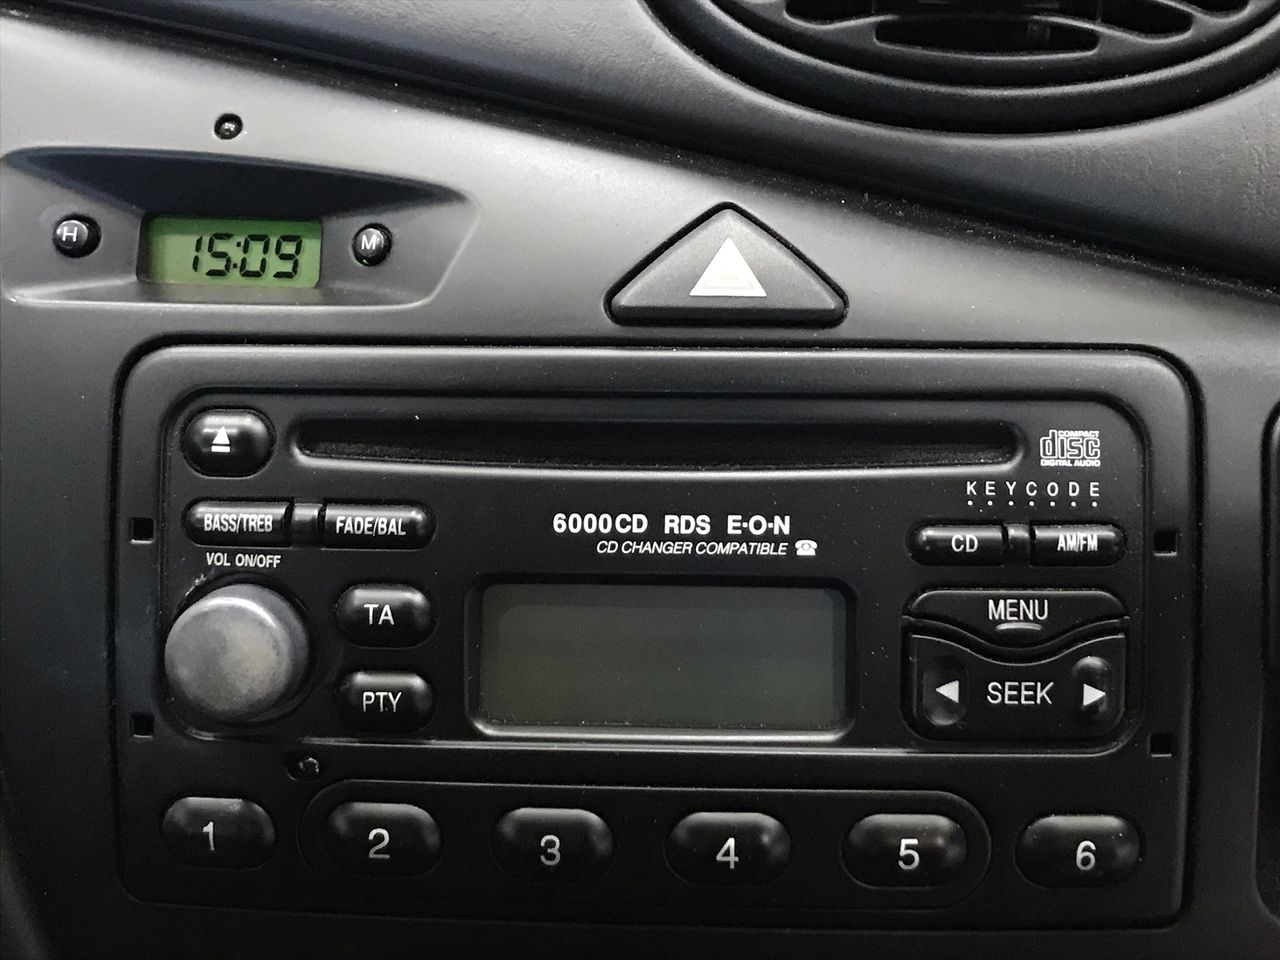 H 15:09 M
COMPACT
disc
DIGITAL AUDIO
KEYCODE
BASS/TREB FADE/BAL 6000CD RDS E·O·N CD AM/FM
CD CHANGER COMPATIBLE
VOL ON/OFF
TA MENU
PTY SEEK
1 2 3 4 5 6